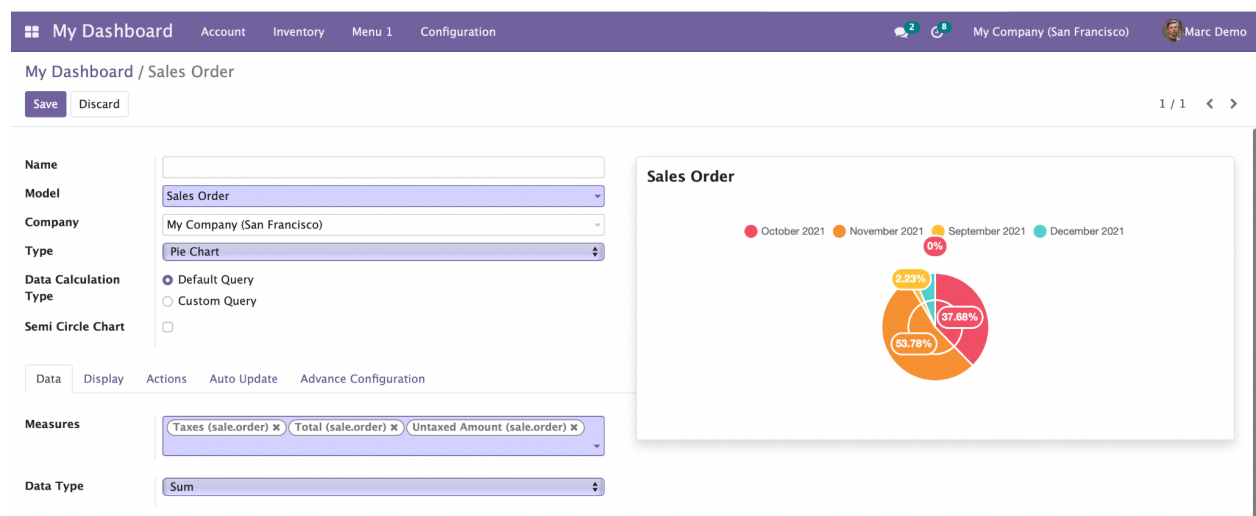 My Dashboard Account Inventory Menu 1 Configuration 2 8 My Company (San Francisco) Marc Demo
My Dashboard / Sales Order
Save Discard 1 / 1
Name
Model Sales Order
Company My Company (San Francisco)
Type Pie Chart
Data Calculation Type Default Query
Custom Query
Semi Circle Chart
Data Display Actions Auto Update Advance Configuration
Measures Taxes (sale.order) × Total (sale.order) × Untaxed Amount (sale.order) ×
Data Type Sum
Sales Order
October 2021 November 2021 September 2021 December 2021
0%
2.23%
37.68%
53.78%